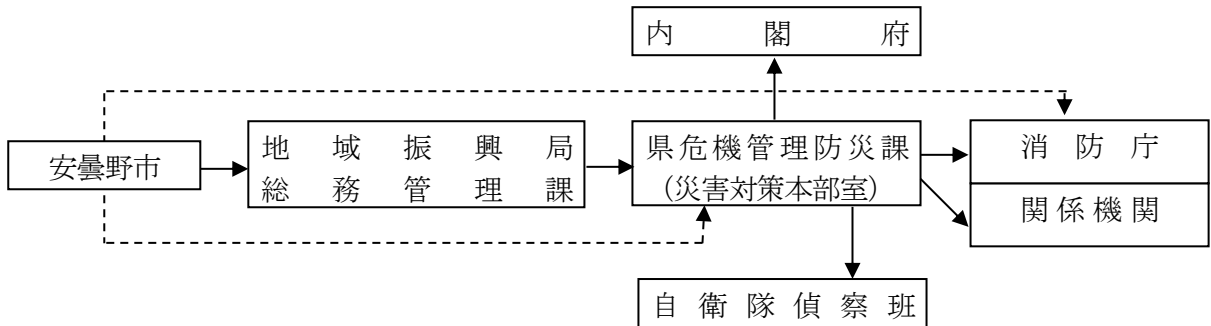 内閣府
安曇野市
地域振興局
総務管理課
県危機管理防災課
(災害対策本部室)
消防庁
関係機関
自衛隊偵察班